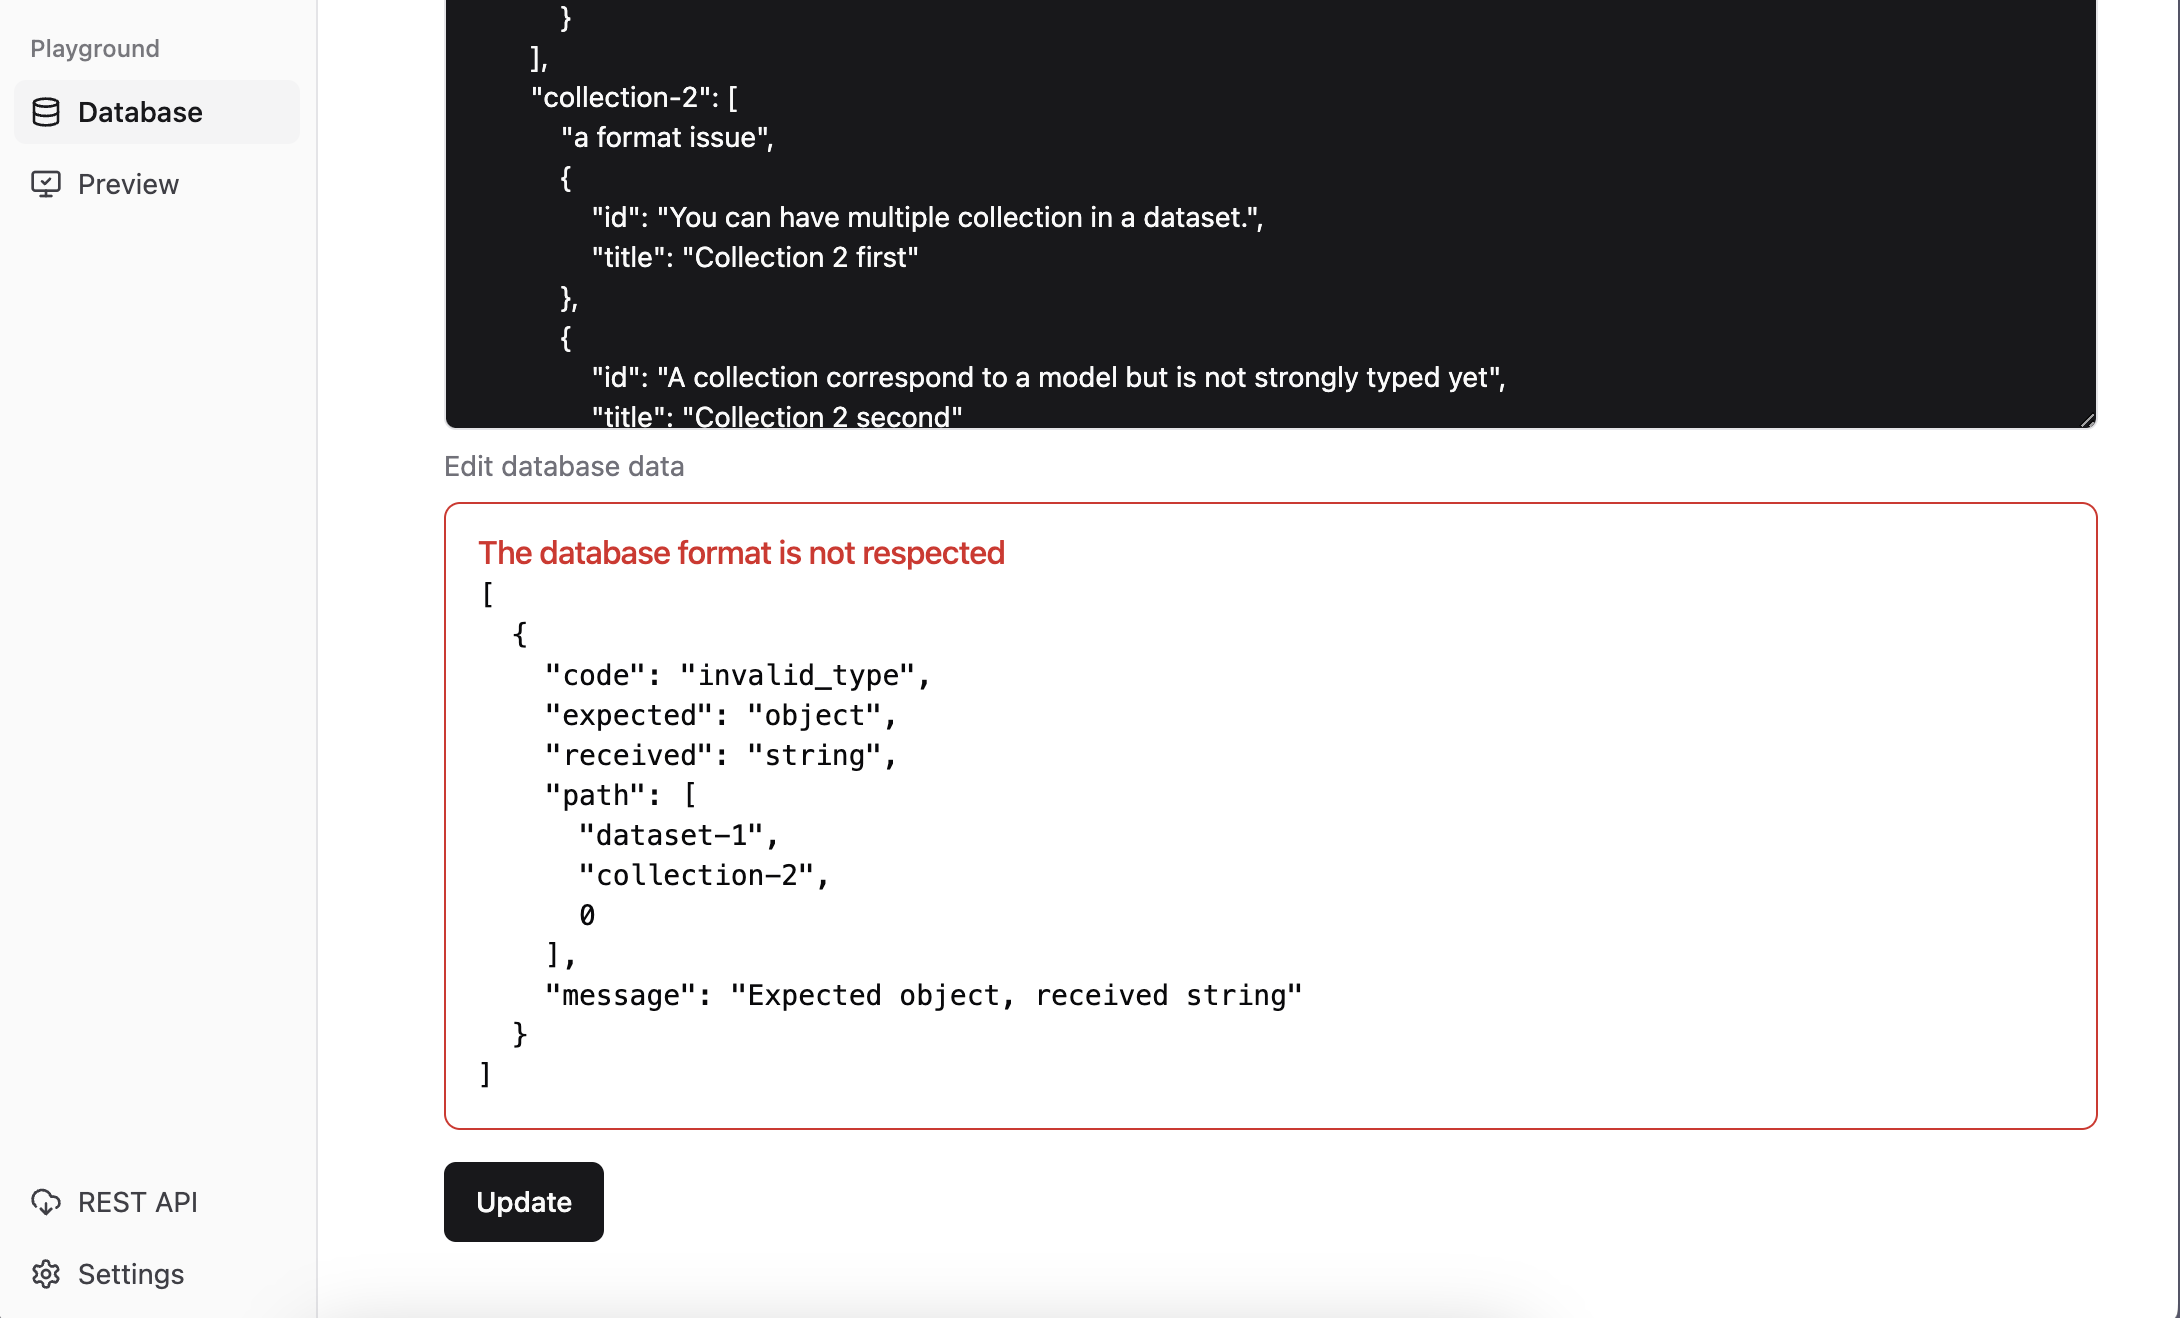 Playground
Database
Preview
}
],
"collection-2": [
"a format issue",
{
"id": "You can have multiple collection in a dataset.",
"title": "Collection 2 first"
},
{
"id": "A collection correspond to a model but is not strongly typed yet",
"title": "Collection 2 second"
Edit database data
The database format is not respected
[
{
"code": "invalid_type",
"expected": "object",
"received": "string",
"path": [
"dataset-1",
"collection-2",
0
],
"message": "Expected object, received string"
}
]
Update
REST API
Settings